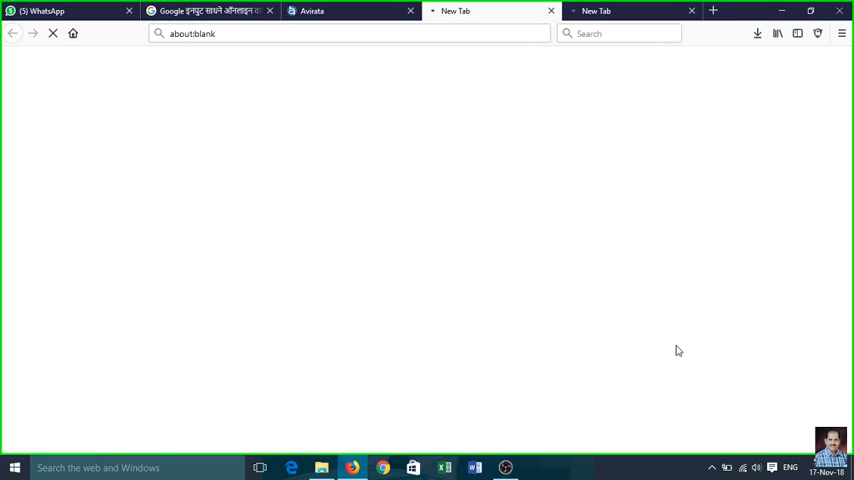 (5) WhatsApp
Google इनपुट साधने ऑनलाइन
Avirata
New Tab
New Tab
about:blank
Search
Search the web and Windows
ENG
17-Nov-18